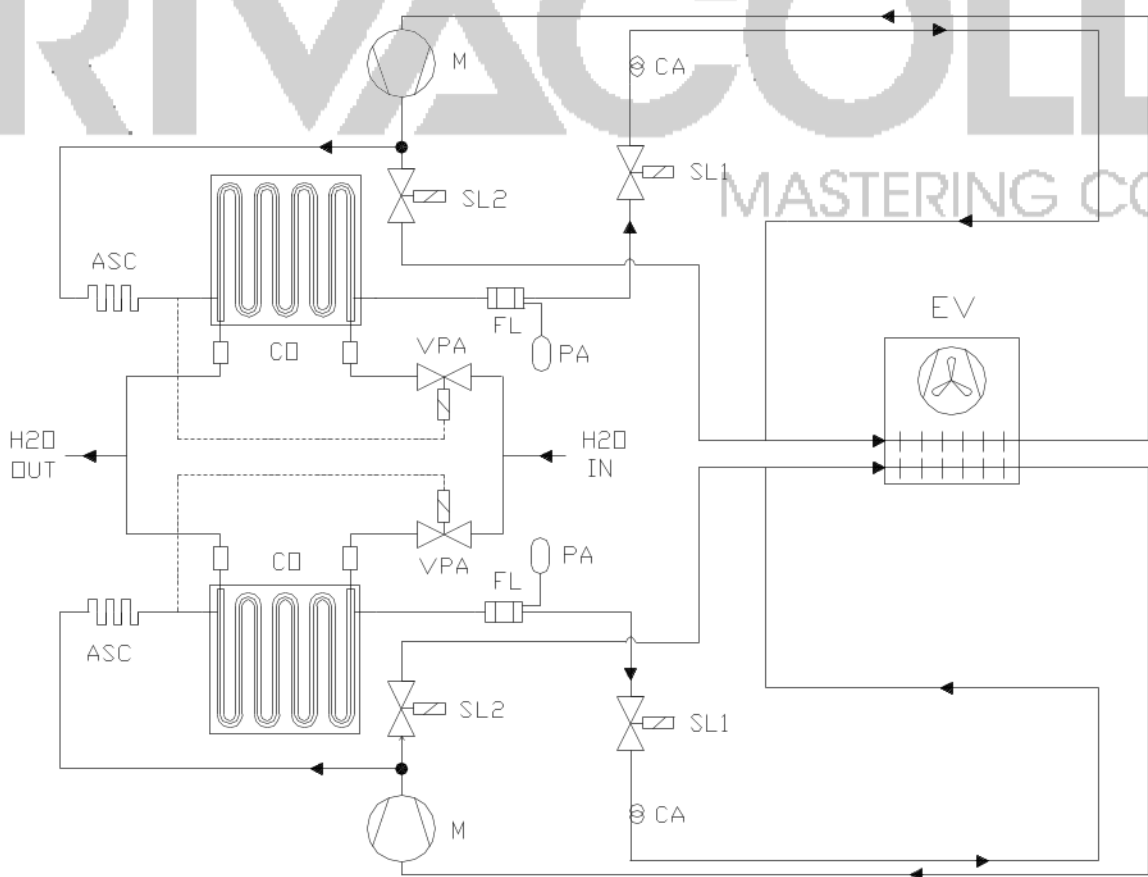 RIVACOLD
MASTERING CO
M
CA
SL1
SL2
ASC
EV
FL
CO
VPA
PA
H2O
OUT
H2O
IN
CO
PA
FL
VPA
ASC
SL2
SL1
CA
M